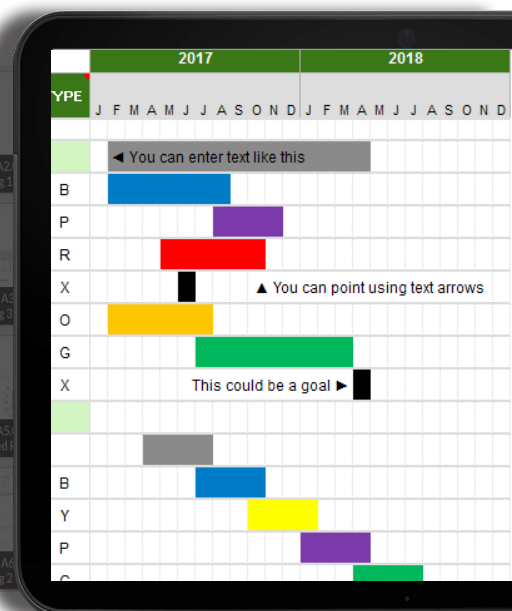 2017 2018
YPE
J F M A M J J A S O N D J F M A M J J A S O N D
◄ You can enter text like this
B
P
R
X ▲ You can point using text arrows
O
G
X This could be a goal ►
B
Y
P